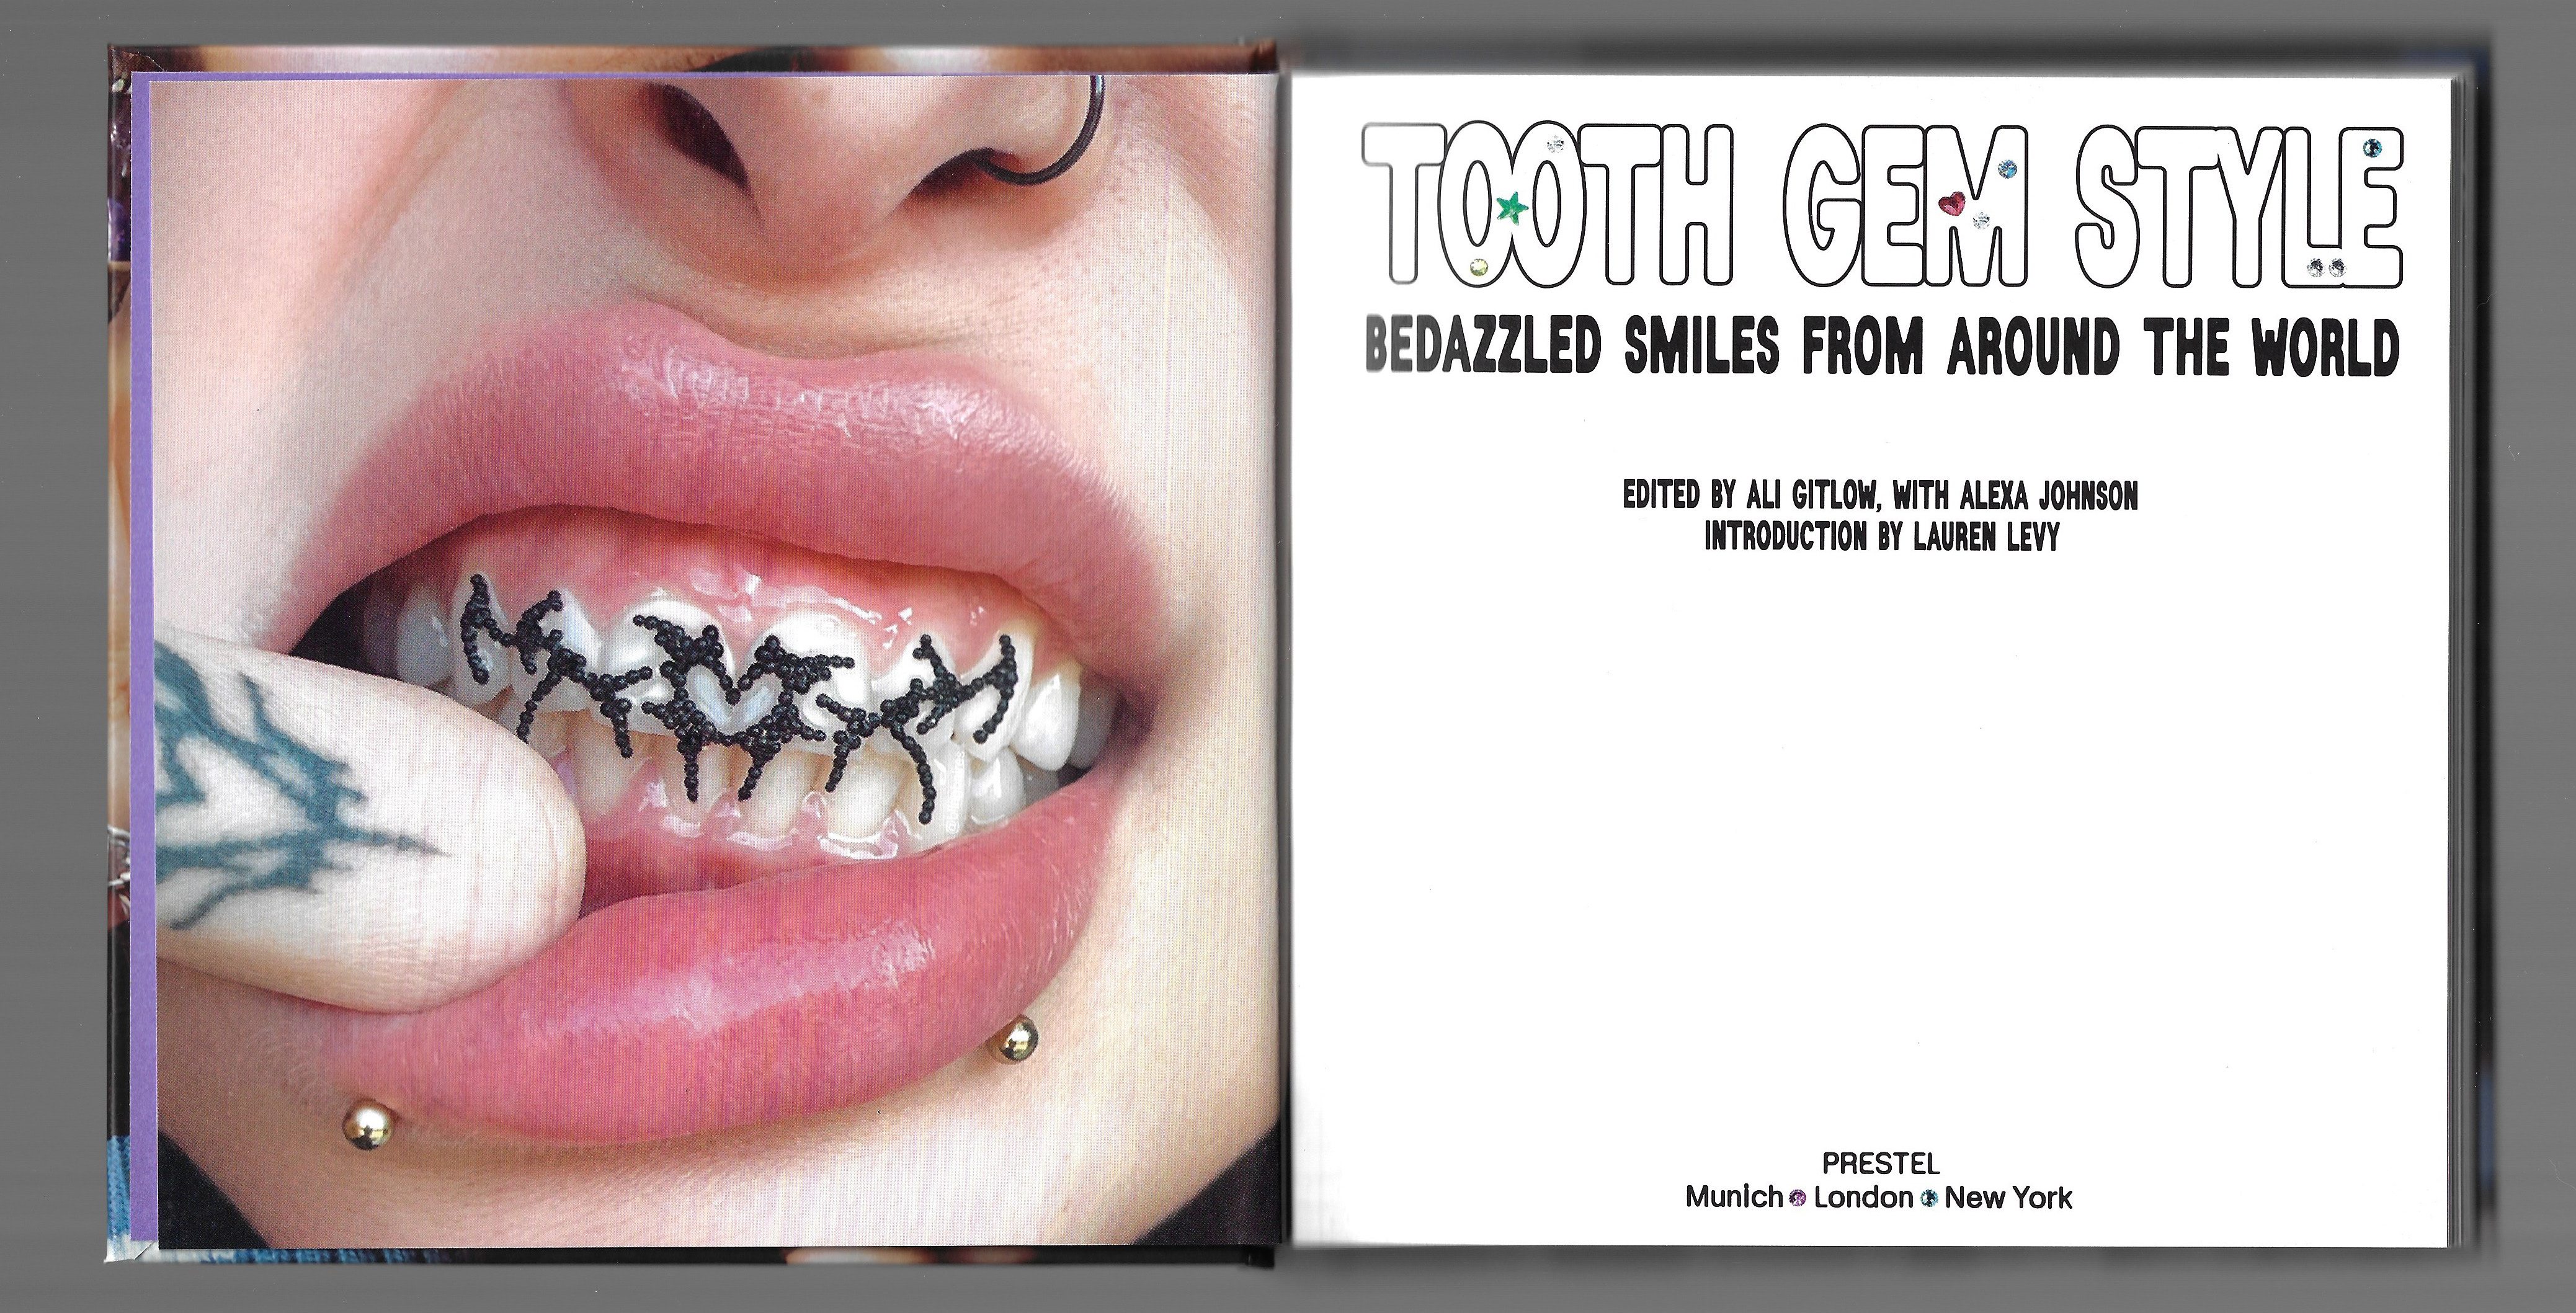 TOOTH GEM STYLE
BEDAZZLED SMILES FROM AROUND THE WORLD
EDITED BY ALI GITLOW, WITH ALEXA JOHNSON
INTRODUCTION BY LAUREN LEVY
PRESTEL
Munich London New York